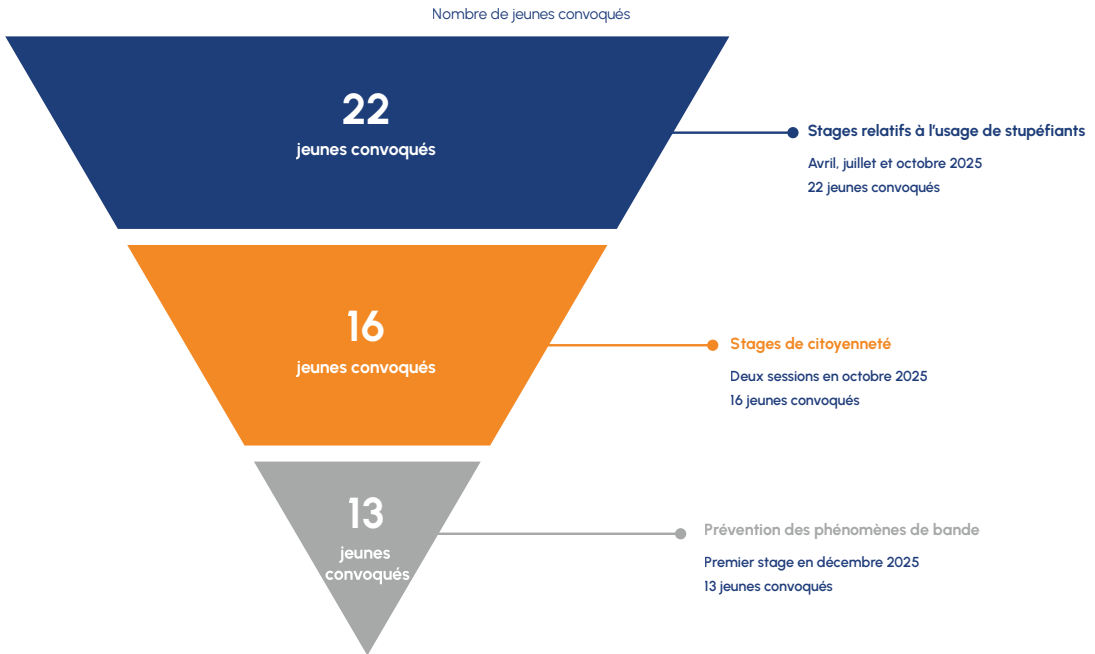 Nombre de jeunes convoqués
22
jeunes convoqués
Stages relatifs à l'usage de stupéfiants
Avril, juillet et octobre 2025
22 jeunes convoqués
16
jeunes convoqués
Stages de citoyenneté
Deux sessions en octobre 2025
16 jeunes convoqués
13
jeunes
convoqués
Prévention des phénomènes de bande
Premier stage en décembre 2025
13 jeunes convoqués